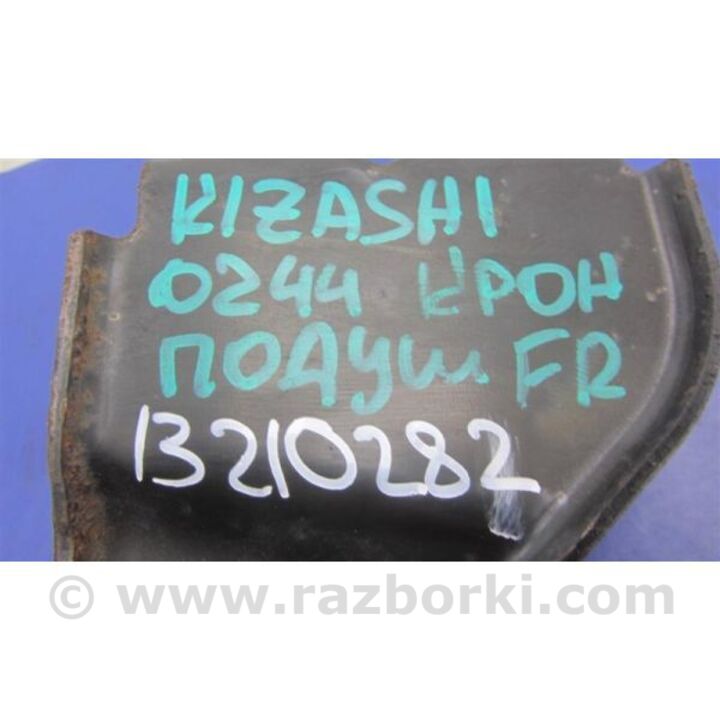 KIZASHI
0244 КРОН
ПОДУШ FR
13210282
© www.razborki.com